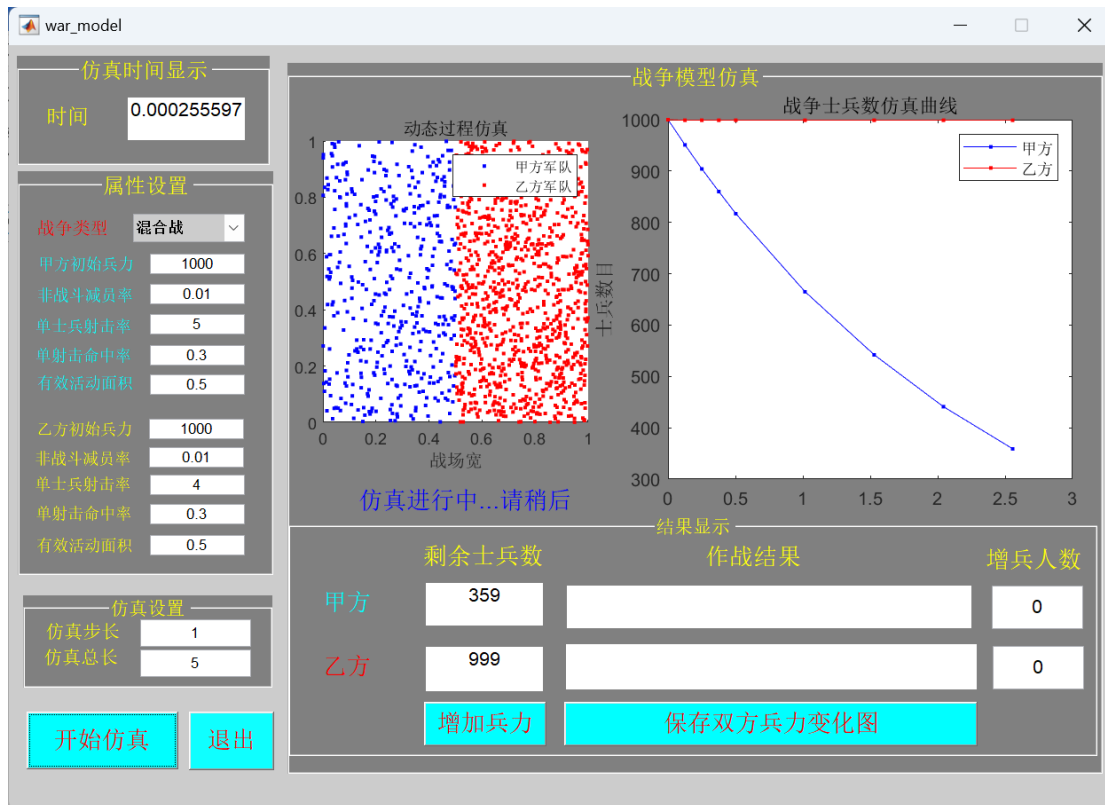 war_model
仿真时间显示
时间
0.000255597
属性设置
战争类型
混合战
甲方初始兵力
1000
非战斗减员率
0.01
单士兵射击率
5
单射击命中率
0.3
有效活动面积
0.5
乙方初始兵力
1000
非战斗减员率
0.01
单士兵射击率
4
单射击命中率
0.3
有效活动面积
0.5
仿真设置
仿真步长
1
仿真总长
5
开始仿真
退出
战争模型仿真
动态过程仿真
甲方军队
乙方军队
1
0.8
0.6
0.4
0.2
0
0 0.2 0.4 0.6 0.8 1
战场宽
仿真进行中...请稍后
战争士兵数仿真曲线
甲方
乙方
士兵数目
1000
900
800
700
600
500
400
300
0 0.5 1 1.5 2 2.5 3
结果显示
剩余士兵数 作战结果 增兵人数
甲方 359 0
乙方 999 0
增加兵力 保存双方兵力变化图